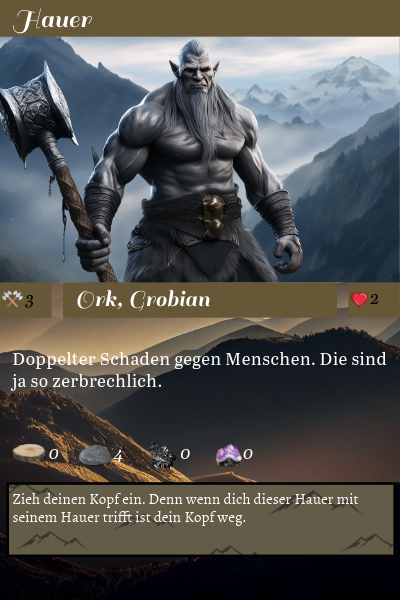 Hauer
3
Ork, Grobian
2
Doppelter Schaden gegen Menschen. Die sind
ja so zerbrechlich.
0 4 0 0
Zieh deinen Kopf ein. Denn wenn dich dieser Hauer mit
seinem Hauer trifft ist dein Kopf weg.